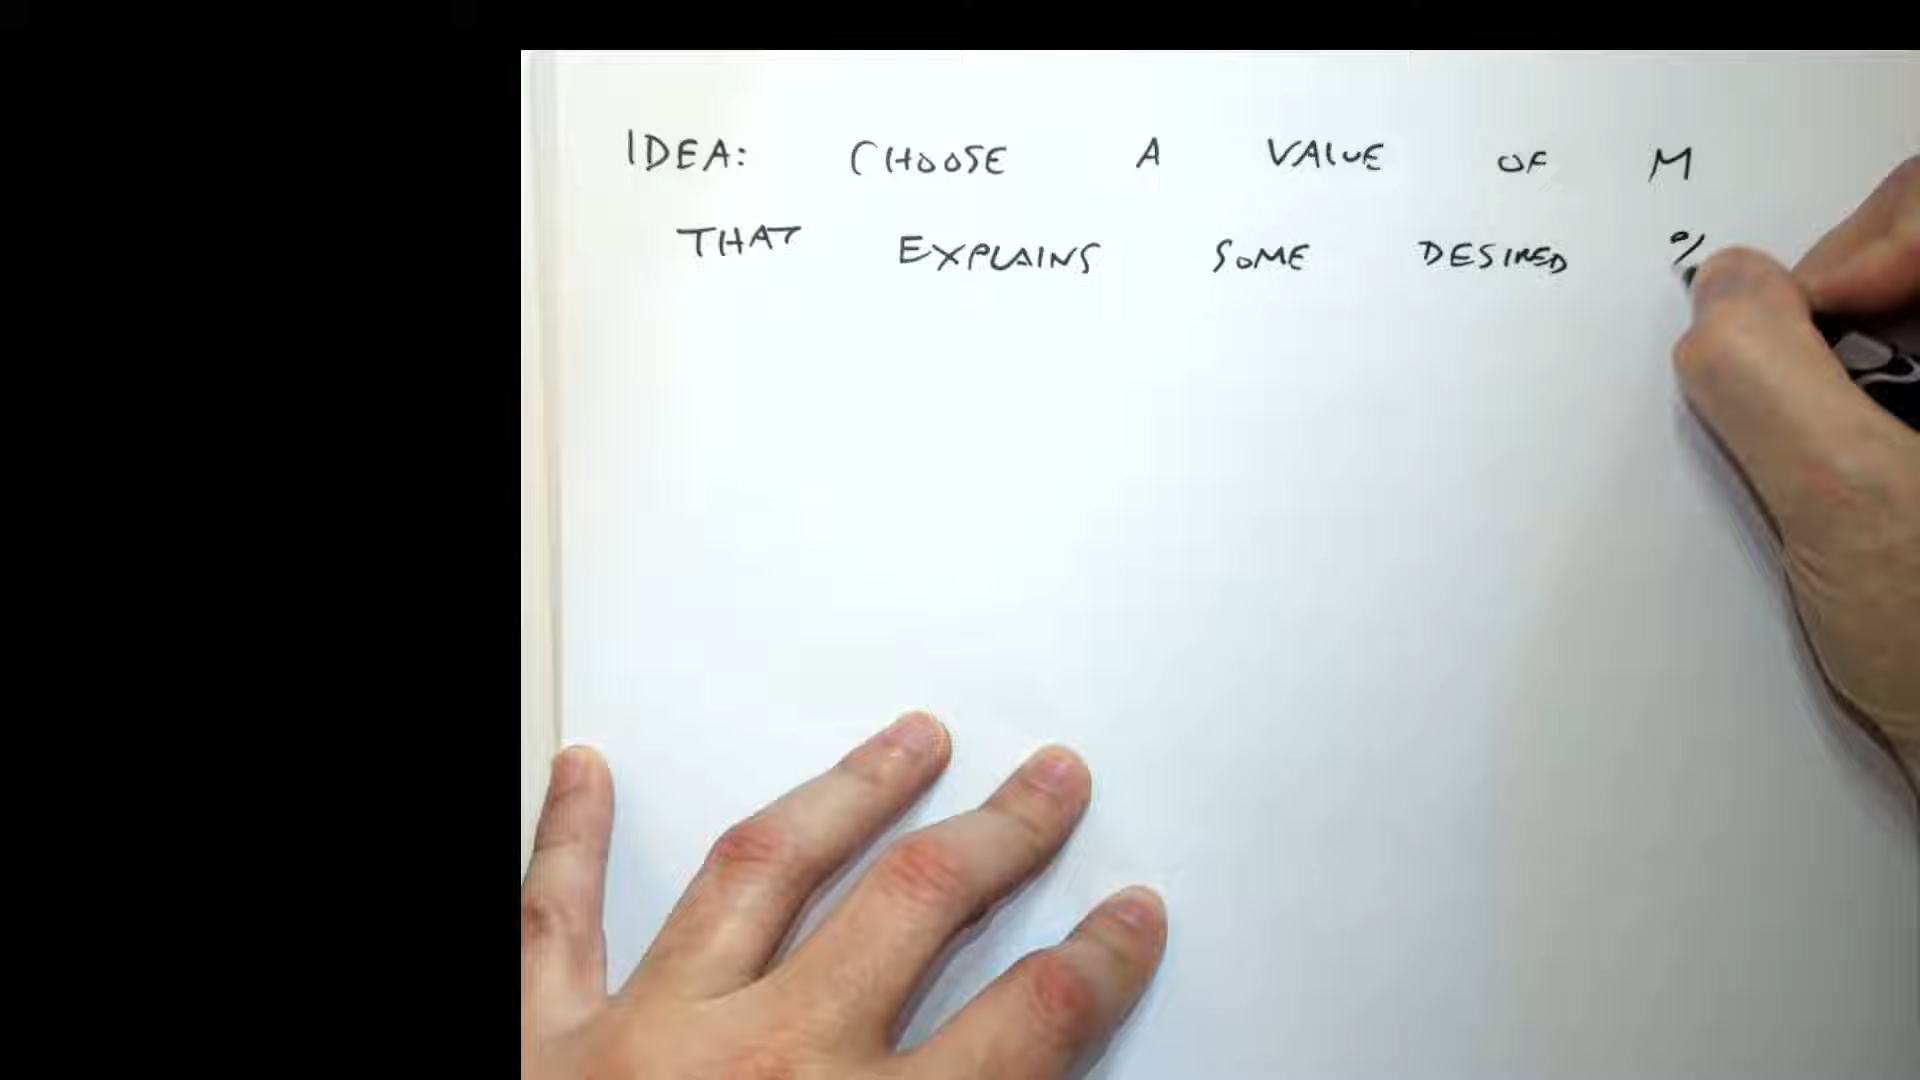 IDEA: CHOOSE A VALUE OF M
THAT EXPLAINS SOME DESIRED %